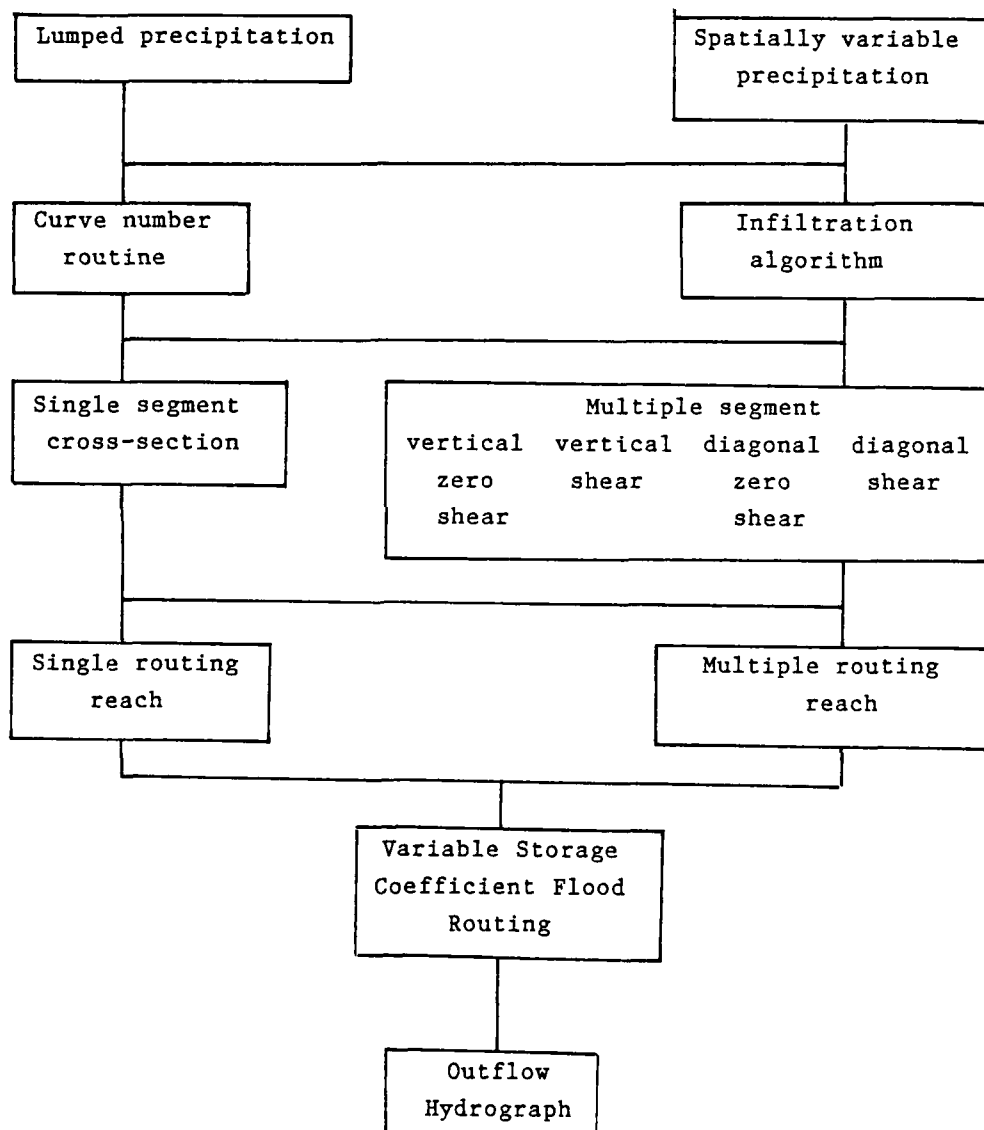 Lumped precipitation
Spatially variable
precipitation
Curve number
routine
Infiltration
algorithm
Single segment
cross-section
Multiple segment
vertical vertical diagonal diagonal
zero shear zero shear
shear shear
Single routing
reach
Multiple routing
reach
Variable Storage
Coefficient Flood
Routing
Outflow
Hydrograph